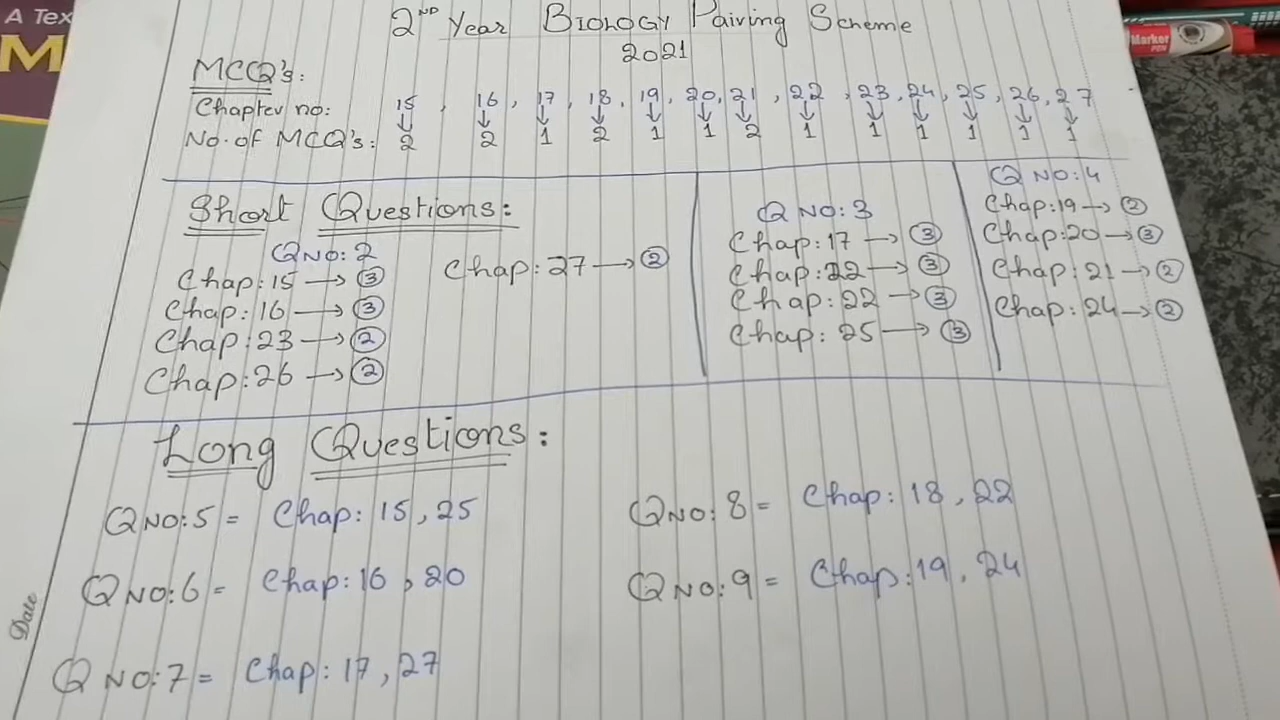 A Tex
M
Marker
PEN
2ND Year Biology Pairing Scheme
2021
MCQ's:
Chapter no: 15, 16, 17, 18, 19, 20, 21, 22, 23, 24, 25, 26, 27
No. of MCQ's: 2 2 1 2 1 1 2 1 1 1 1 1 1
Short Questions:
Q No: 2
Chap: 15 → 3
Chap: 16 → 3
Chap: 23 → 2
Chap: 26 → 2
Chap: 27 → 2
Q No: 3
Chap: 17 → 3
Chap: 22 → 3
Chap: 22 → 3
Chap: 25 → 3
Q No: 4
Chap: 19 → 2
Chap: 20 → 3
Chap: 21 → 2
Chap: 24 → 2
Long Questions:
Q No: 5 = Chap: 15, 25
Q No: 6 = Chap: 16, 20
Q No: 7 = Chap: 17, 27
Q No: 8 = Chap: 18, 22
Q No: 9 = Chap: 19, 24
Date